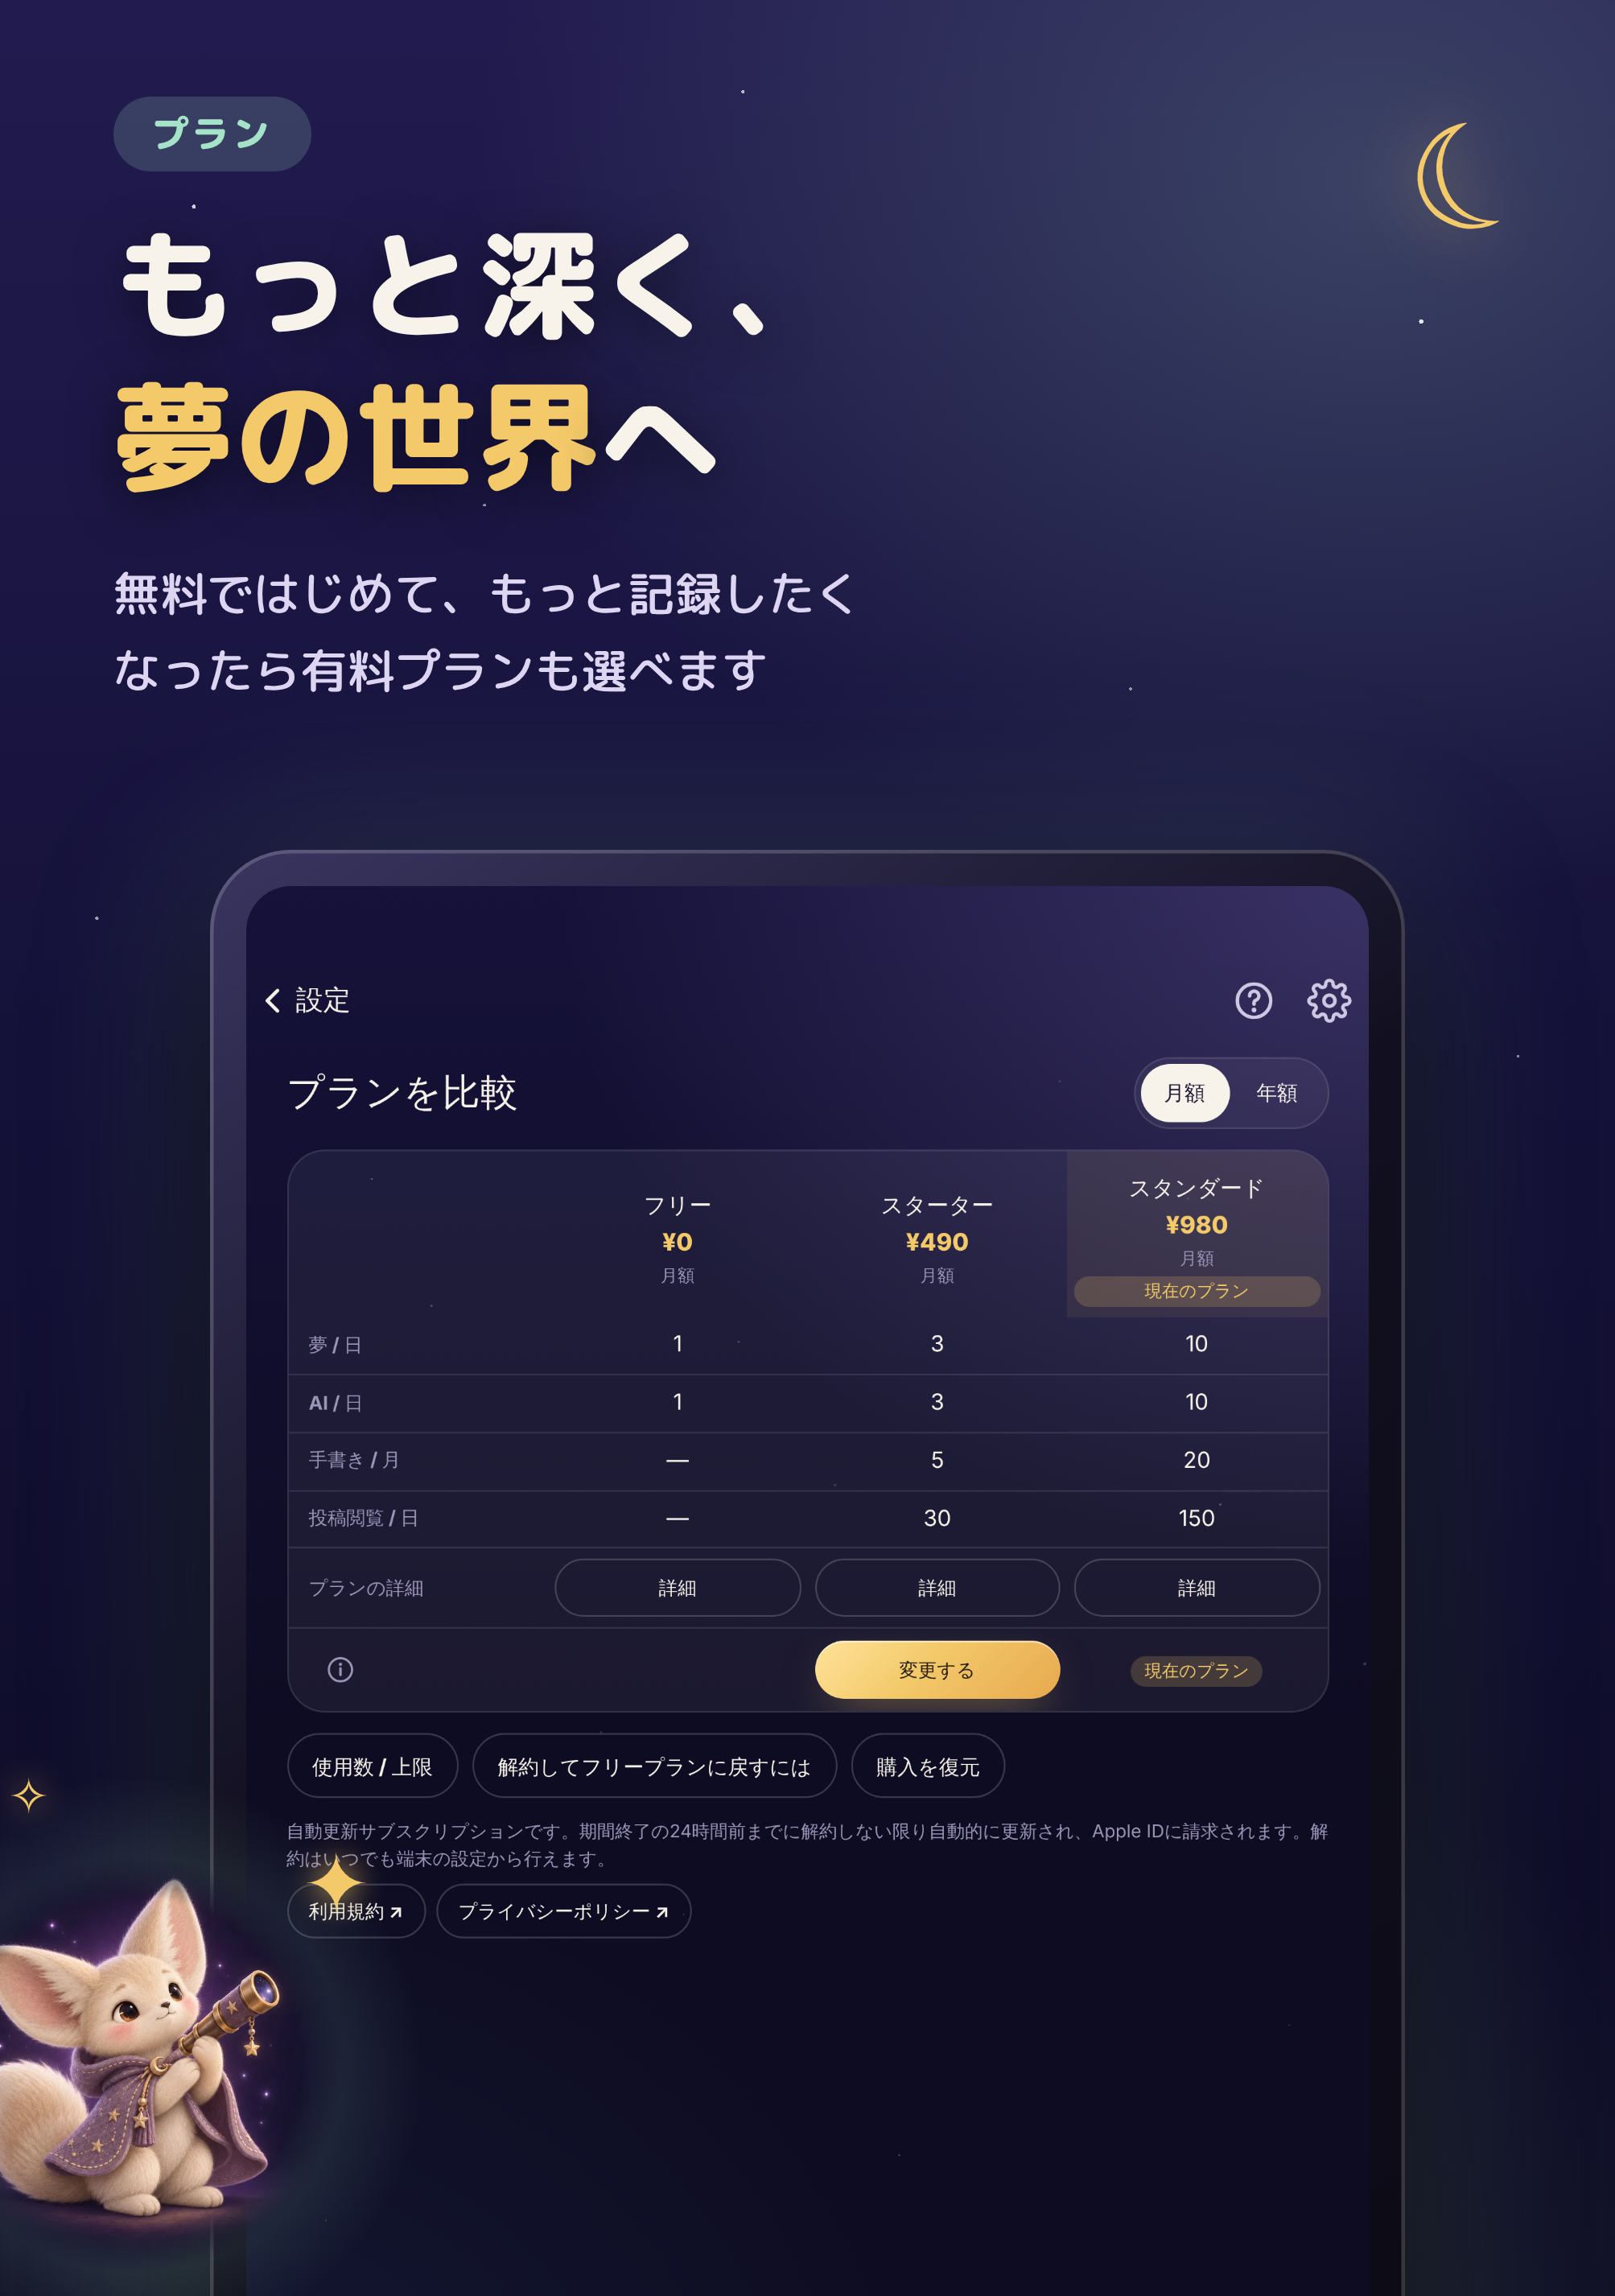 プラン
もっと深く、
夢の世界へ
無料ではじめて、もっと記録したく
なったら有料プランも選べます
設定
プランを比較
月額 年額
フリー スターター スタンダード
¥0 ¥490 ¥980
月額 月額 月額
現在のプラン
夢 / 日 1 3 10
AI / 日 1 3 10
手書き / 月 — 5 20
投稿閲覧 / 日 — 30 150
プランの詳細 詳細 詳細 詳細
変更する 現在のプラン
使用数 / 上限 解約してフリープランに戻すには 購入を復元
自動更新サブスクリプションです。期間終了の24時間前までに解約しない限り自動的に更新され、Apple IDに請求されます。解
約はいつでも端末の設定から行えます。
利用規約 プライバシーポリシー